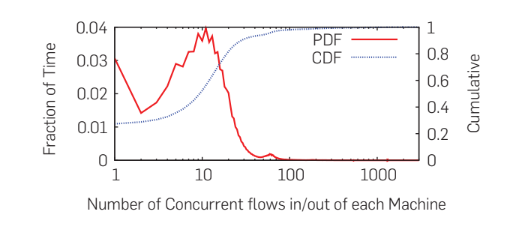 0.04
0.03
0.02
0.01
0
Fraction of Time
PDF
CDF
1
0.8
0.6
0.4
0.2
0
Cumulative
1 10 100 1000
Number of Concurrent flows in/out of each Machine